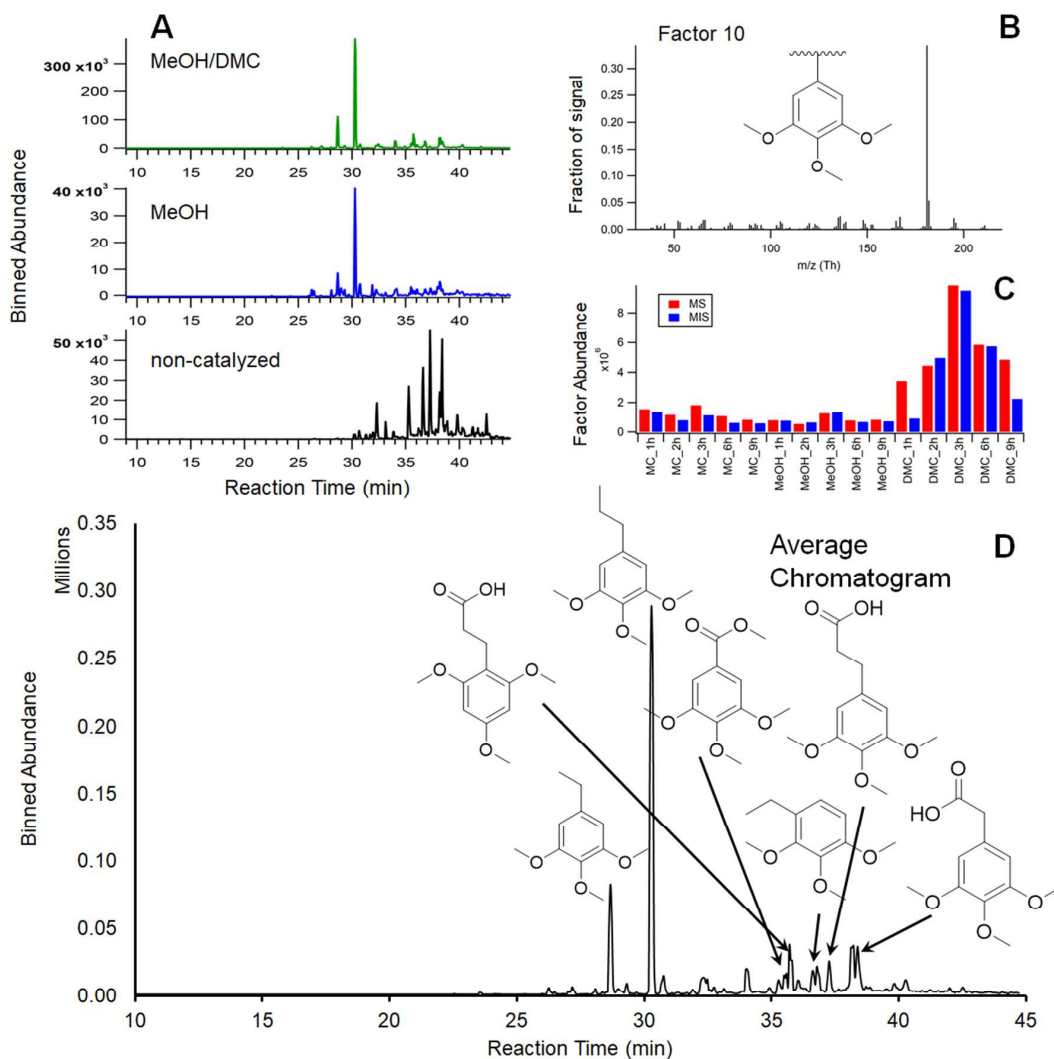 A
Binned Abundance
MeOH/DMC
300 x10³
200
100
0
10 15 20 25 30 35 40
MeOH
40 x10³
30
20
10
0
10 15 20 25 30 35 40
non-catalyzed
50 x10³
40
30
20
10
0
10 15 20 25 30 35 40
Reaction Time (min)
B
Factor 10
Fraction of signal
0.30
0.25
0.20
0.15
0.10
0.05
0.00
O O
O
50 100 150 200
m/z (Th)
C
MS
MIS
Factor Abundance
x10⁶
8
6
4
2
0
MC_1h
MC_2h
MC_3h
MC_6h
MC_9h
MeOH_1h
MeOH_2h
MeOH_3h
MeOH_6h
MeOH_9h
DMC_1h
DMC_2h
DMC_3h
DMC_6h
DMC_9h
D
Average
Chromatogram
Millions
Binned Abundance
0.35
0.30
0.25
0.20
0.15
0.10
0.05
0.00
O OH
O O
O
O O
O
O O
O O
O
O OH
O O
O
O O
O
O O
O
O
HO
O O
O
10 15 20 25 30 35 40 45
Reaction Time (min)